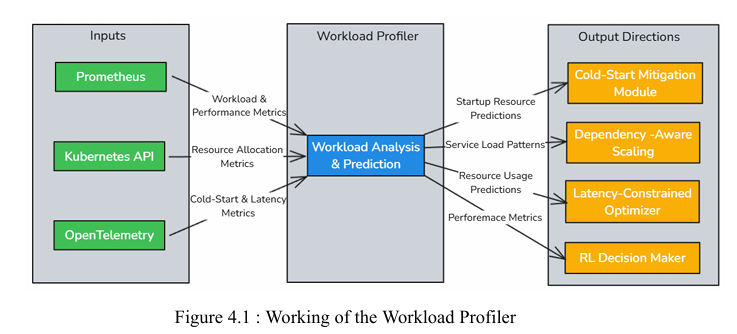 Inputs
Workload Profiler
Output Directions
Prometheus
Kubernetes API
OpenTelemetry
Workload &
Performance Metrics
Resource Allocation
Metrics
Cold-Start & Latency
Metrics
Workload Analysis
& Prediction
Startup Resource
Predictions
Service Load Patterns
Resource Usage
Predictions
Performeace Metrics
Cold-Start Mitigation
Module
Dependency -Aware
Scaling
Latency-Constrained
Optimizer
RL Decision Maker
Figure 4.1 : Working of the Workload Profiler